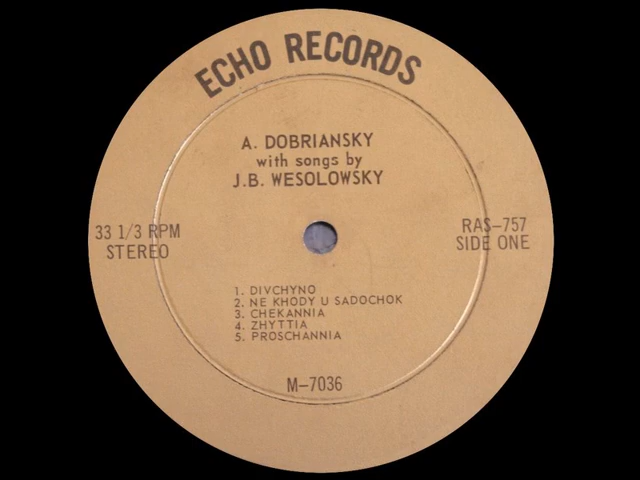 ECHO RECORDS
A. DOBRIANSKY
with songs by
J.B. WESOLOWSKY
33 1/3 RPM
STEREO
RAS-757
SIDE ONE
1. DIVCHYNO
2. NE KHODY U SADOCHOK
3. CHEKANNIA
4. ZHYTTIA
5. PROSCHANNIA
M-7036